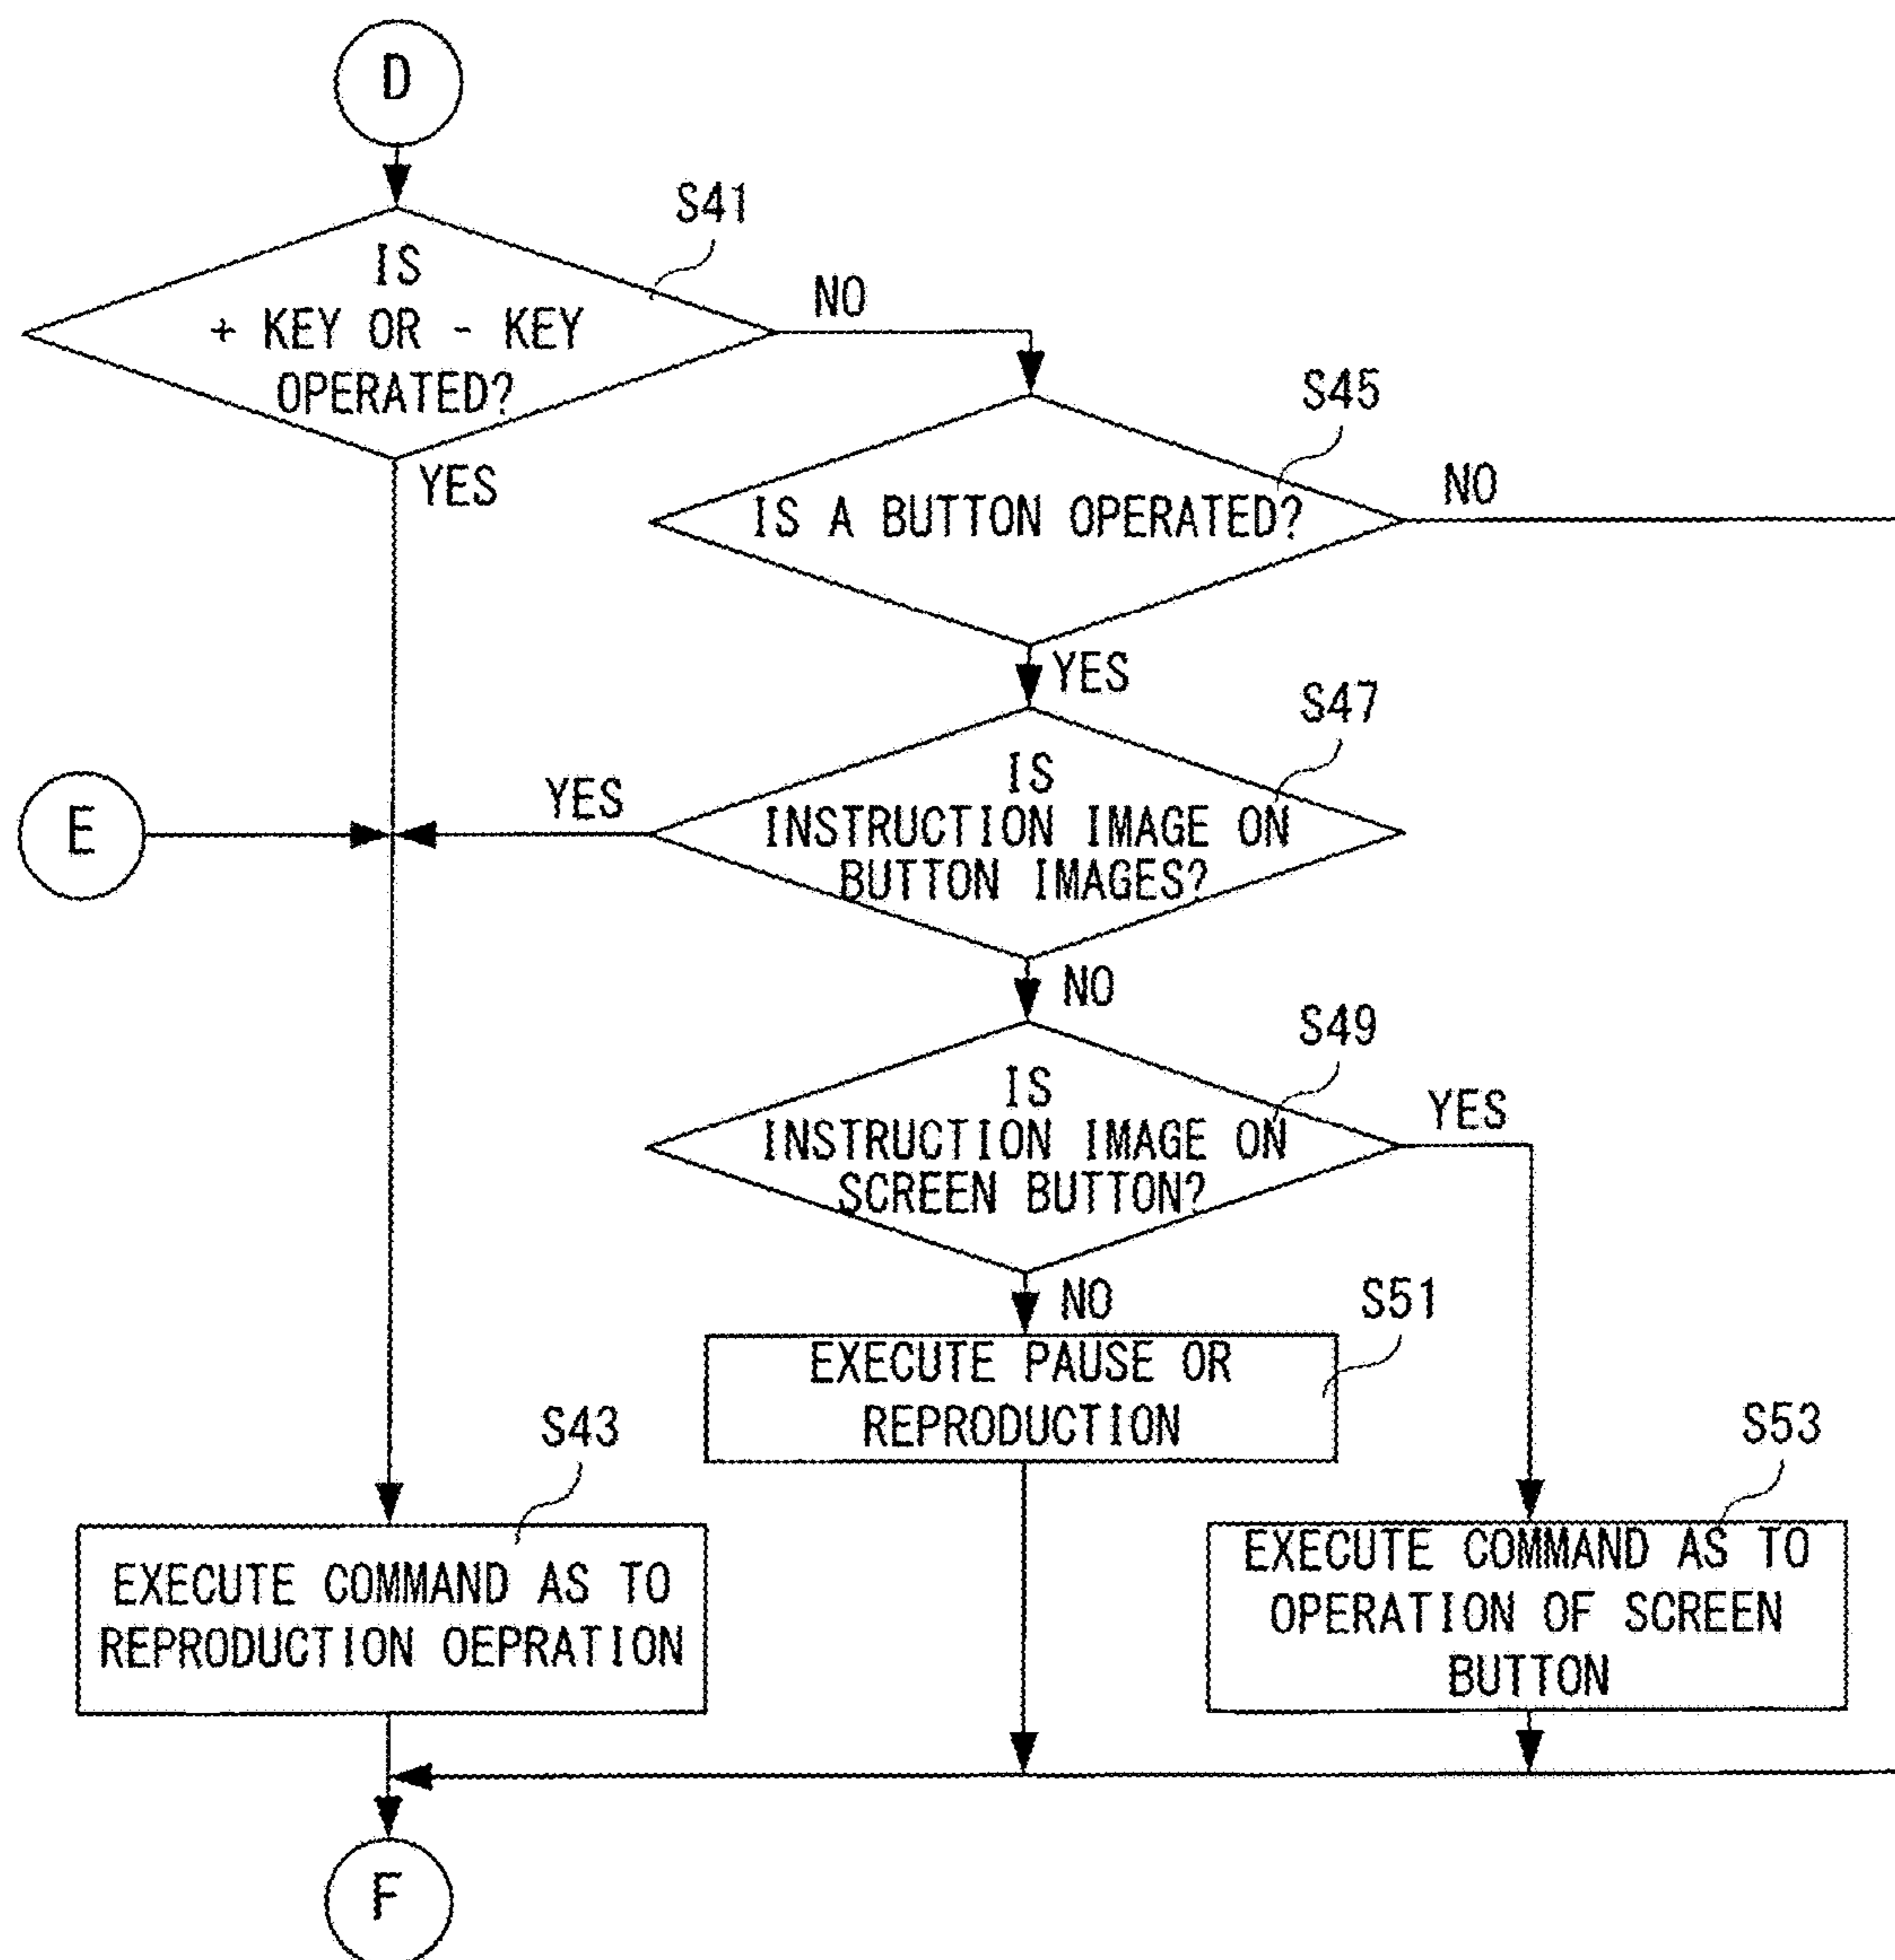 D
S41
IS
+ KEY OR - KEY
OPERATED?
NO
YES
S45
IS A BUTTON OPERATED?
NO
YES
S47
IS
INSTRUCTION IMAGE ON
BUTTON IMAGES?
YES
E
NO
S49
IS
INSTRUCTION IMAGE ON
SCREEN BUTTON?
YES
NO
S51
EXECUTE PAUSE OR
REPRODUCTION
S43
EXECUTE COMMAND AS TO
REPRODUCTION OEPRATION
S53
EXECUTE COMMAND AS TO
OPERATION OF SCREEN
BUTTON
F